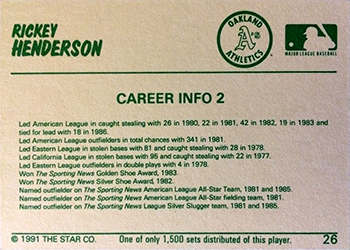 RICKEY
HENDERSON
OAKLAND
A's
ATHLETICS
MAJOR LEAGUE BASEBALL
CAREER INFO 2
Led American League in caught stealing with 26 in 1980, 22 in 1981, 42 in 1982, 19 in 1983 and
tied for lead with 18 in 1986.
Led American League outfielders in total chances with 341 in 1981.
Led Eastern League in stolen bases with 81 and caught stealing with 28 in 1978.
Led California League in stolen bases with 95 and caught stealing with 22 in 1977.
Led Eastern League outfielders in double plays with 4 in 1978.
Won The Sporting News Golden Shoe Award, 1983.
Won The Sporting News Silver Shoe Award, 1982.
Named outfielder on The Sporting News American League All-Star Team, 1981 and 1985.
Named outfielder on The Sporting News American League All-Star fielding team, 1981.
Named outfielder on The Sporting News League Silver Slugger team, 1981 and 1985.
© 1991 THE STAR CO. One of only 1,500 sets distributed of this player. 26